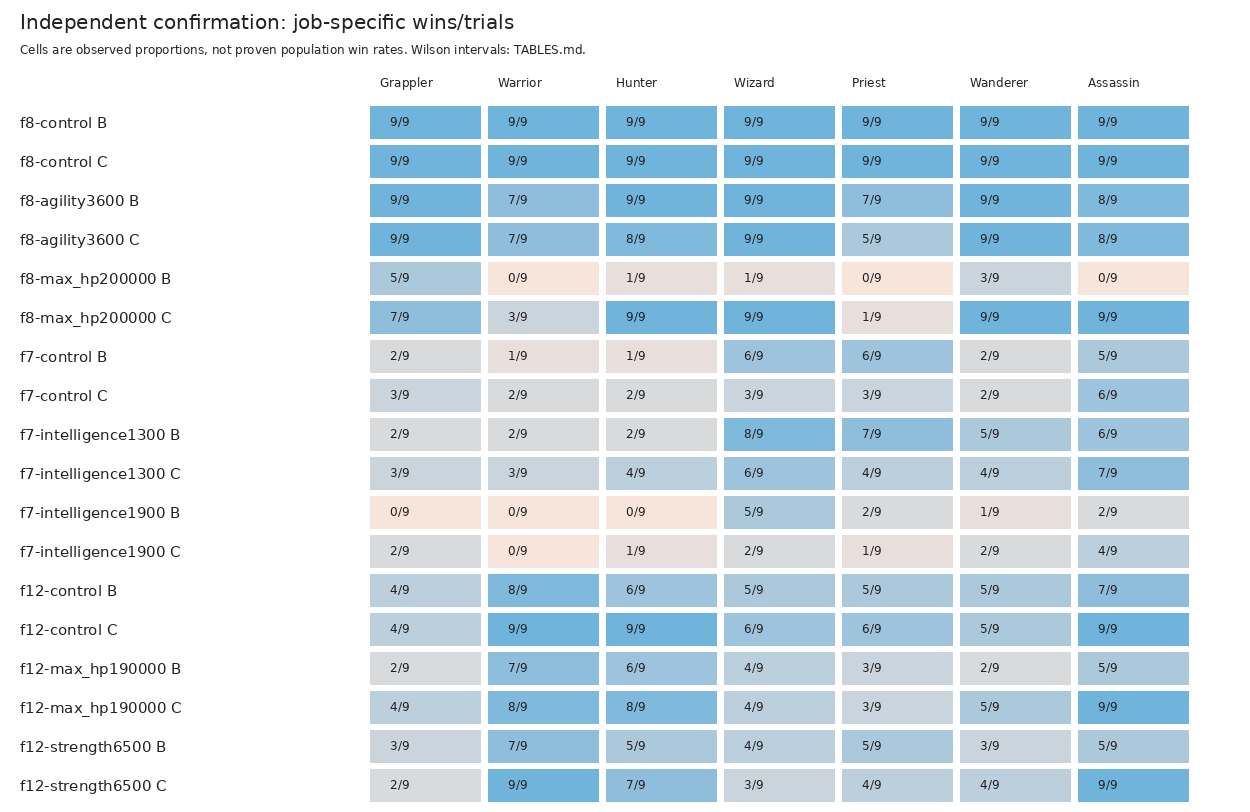 Independent confirmation: job-specific wins/trials
Cells are observed proportions, not proven population win rates. Wilson intervals: TABLES.md.
Grappler Warrior Hunter Wizard Priest Wanderer Assassin
f8-control B 9/9 9/9 9/9 9/9 9/9 9/9 9/9
f8-control C 9/9 9/9 9/9 9/9 9/9 9/9 9/9
f8-agility3600 B 9/9 7/9 9/9 9/9 7/9 9/9 8/9
f8-agility3600 C 9/9 7/9 8/9 9/9 5/9 9/9 8/9
f8-max_hp200000 B 5/9 0/9 1/9 1/9 0/9 3/9 0/9
f8-max_hp200000 C 7/9 3/9 9/9 9/9 1/9 9/9 9/9
f7-control B 2/9 1/9 1/9 6/9 6/9 2/9 5/9
f7-control C 3/9 2/9 2/9 3/9 3/9 2/9 6/9
f7-intelligence1300 B 2/9 2/9 2/9 8/9 7/9 5/9 6/9
f7-intelligence1300 C 3/9 3/9 4/9 6/9 4/9 4/9 7/9
f7-intelligence1900 B 0/9 0/9 0/9 5/9 2/9 1/9 2/9
f7-intelligence1900 C 2/9 0/9 1/9 2/9 1/9 2/9 4/9
f12-control B 4/9 8/9 6/9 5/9 5/9 5/9 7/9
f12-control C 4/9 9/9 9/9 6/9 6/9 5/9 9/9
f12-max_hp190000 B 2/9 7/9 6/9 4/9 3/9 2/9 5/9
f12-max_hp190000 C 4/9 8/9 8/9 4/9 3/9 5/9 9/9
f12-strength6500 B 3/9 7/9 5/9 4/9 5/9 3/9 5/9
f12-strength6500 C 2/9 9/9 7/9 3/9 4/9 4/9 9/9